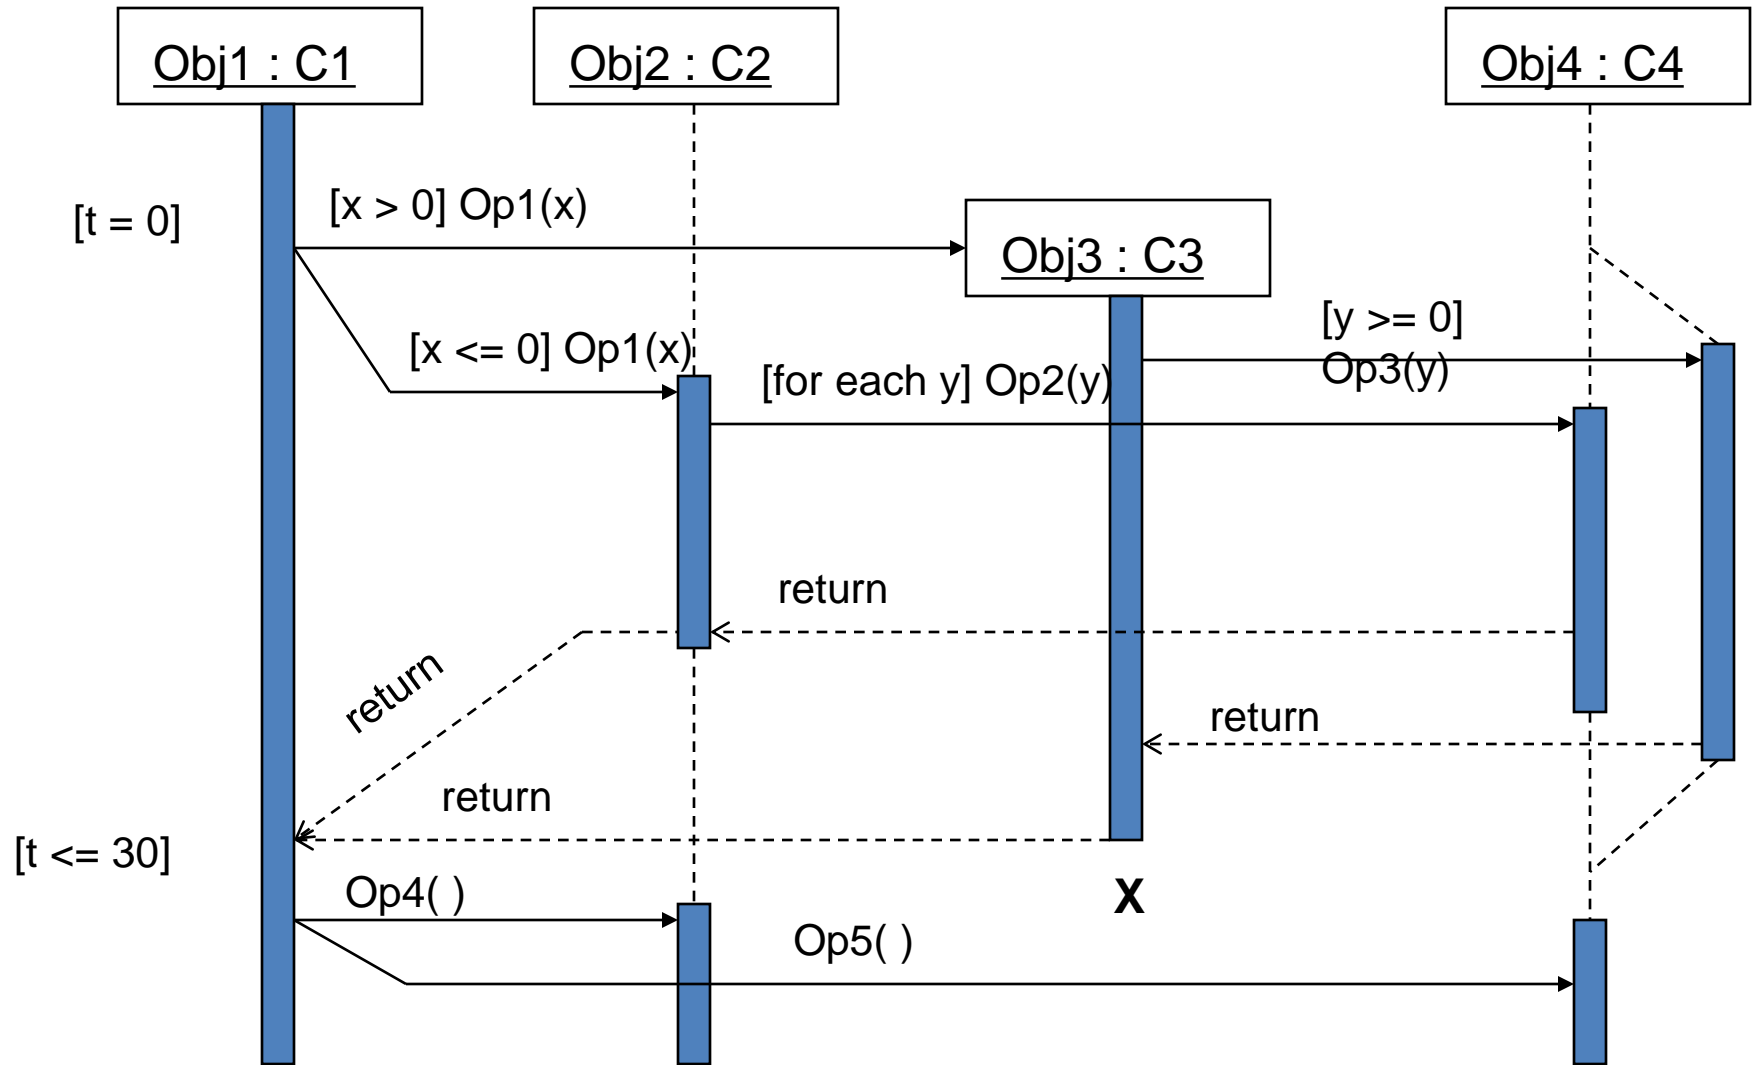 Obj1 : C1
Obj2 : C2
Obj4 : C4
[t = 0]
[x > 0] Op1(x)
Obj3 : C3
[x <= 0] Op1(x)
[for each y] Op2(y)
[y >= 0]
Op3(y)
return
return
return
return
[t <= 30]
Op4( )
X
Op5( )